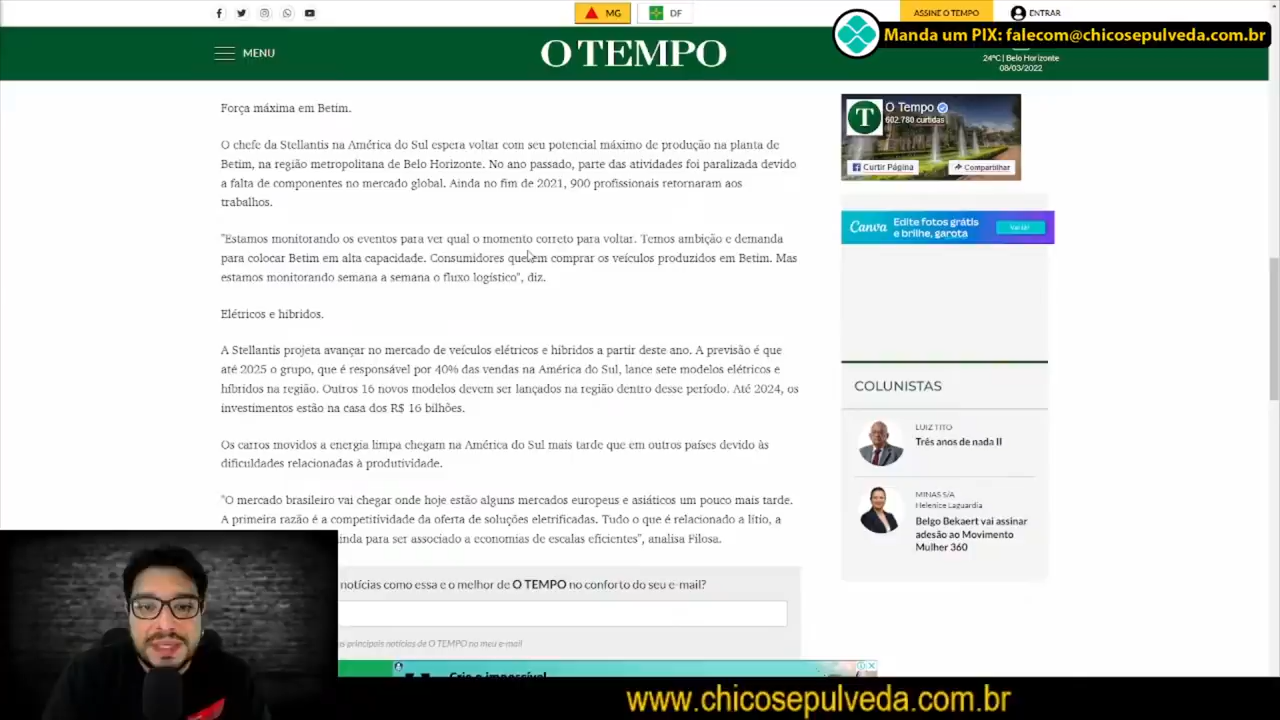 MG
DF
ASSINE O TEMPO
ENTRAR
Manda um PIX: falecom@chicosepulveda.com.br
MENU
O TEMPO
24ºC | Belo Horizonte
08/03/2022
Força máxima em Betim.
O chefe da Stellantis na América do Sul espera voltar com seu potencial máximo de produção na planta de
Betim, na região metropolitana de Belo Horizonte. No ano passado, parte das atividades foi paralizada devido
a falta de componentes no mercado global. Ainda no fim de 2021, 900 profissionais retornaram aos
trabalhos.
"Estamos monitorando os eventos para ver qual o momento correto para voltar. Temos ambição e demanda
para colocar Betim em alta capacidade. Consumidores querem comprar os veículos produzidos em Betim. Mas
estamos monitorando semana a semana o fluxo logístico", diz.
Elétricos e híbridos.
A Stellantis projeta avançar no mercado de veículos elétricos e híbridos a partir deste ano. A previsão é que
até 2025 o grupo, que é responsável por 40% das vendas na América do Sul, lance sete modelos elétricos e
híbridos na região. Outros 16 novos modelos devem ser lançados na região dentro desse período. Até 2024, os
investimentos estão na casa dos R$ 16 bilhões.
Os carros movidos a energia limpa chegam na América do Sul mais tarde que em outros países devido às
dificuldades relacionadas à produtividade.
"O mercado brasileiro vai chegar onde hoje estão alguns mercados europeus e asiáticos um pouco mais tarde.
A primeira razão é a competitividade da oferta de soluções eletrificadas. Tudo o que é relacionado a lítio, a
para ser associado a economias de escalas eficientes", analisa Filosa.
notícias como essa e o melhor de O TEMPO no conforto do seu e-mail?
principais notícias de O TEMPO no meu e-mail
T
O Tempo
602.780 curtidas
Curtir Página
Compartilhar
Canva
Edite fotos grátis
e brilhe, garota
COLUNISTAS
LUIZ TITO
Três anos de nada II
MINAS S/A
Helenice Laguardia
Belgo Bekaert vai assinar
adesão ao Movimento
Mulher 360
Crie o impossível
www.chicosepulveda.com.br